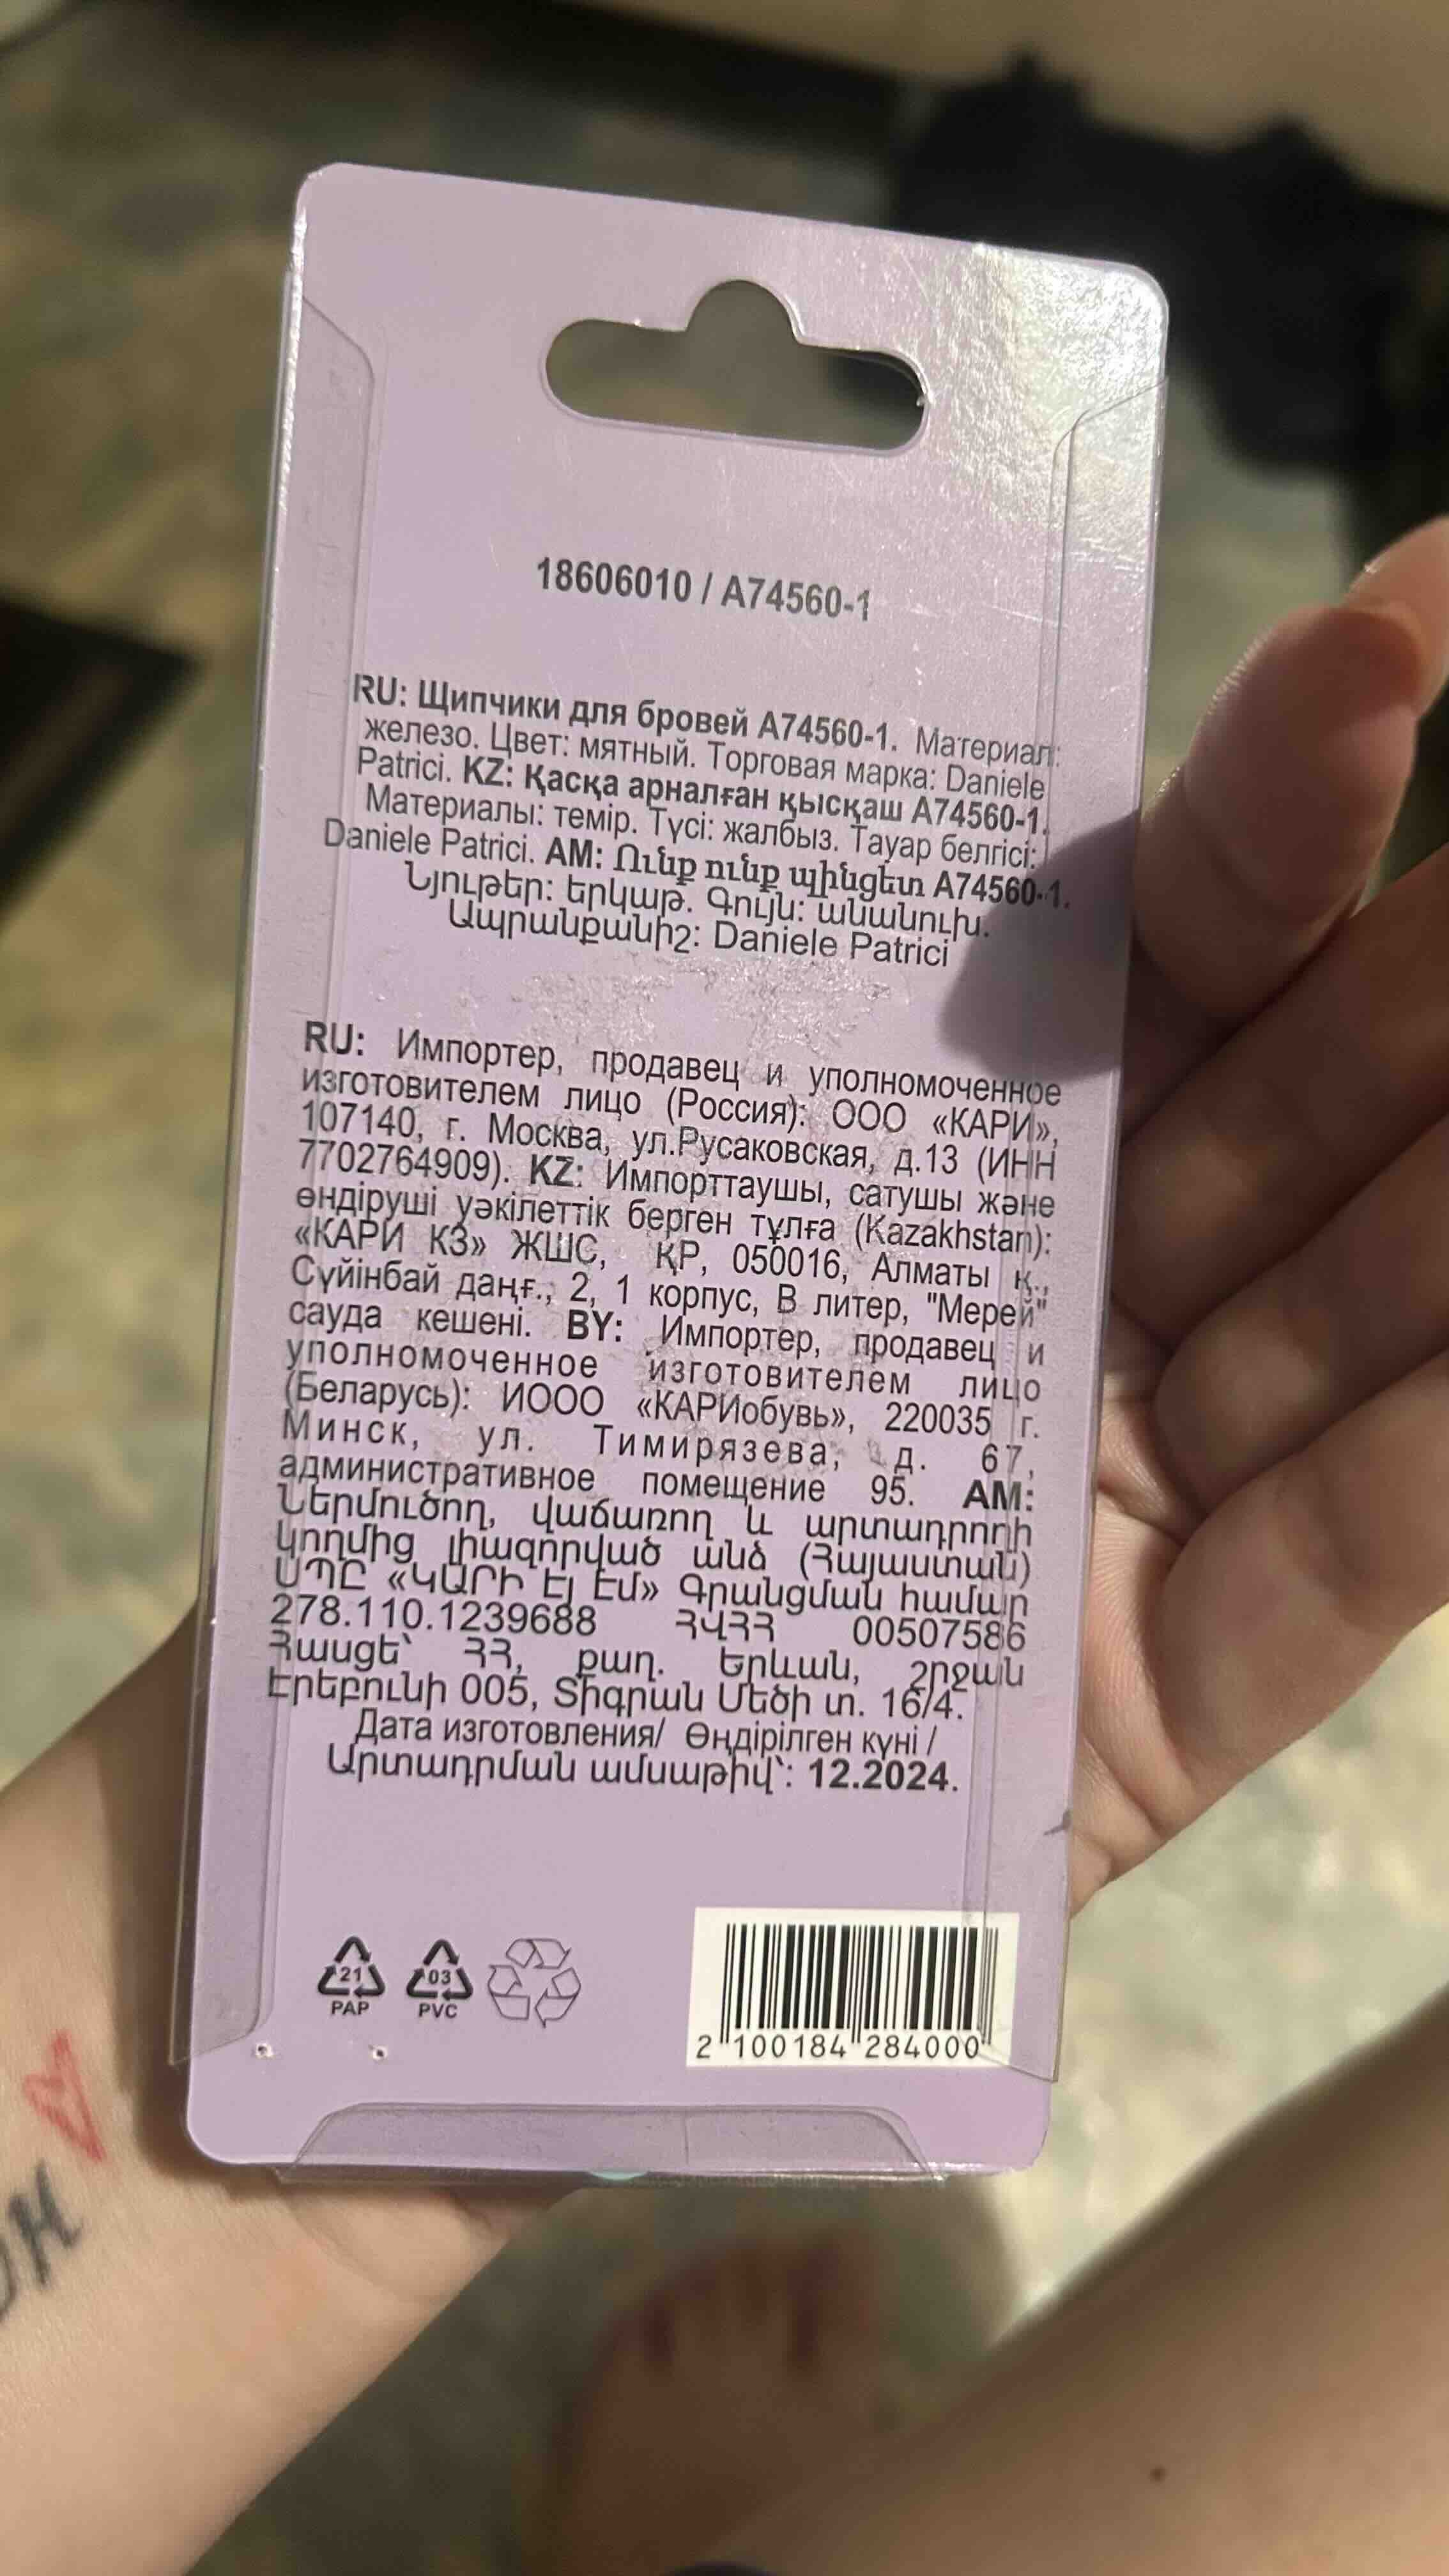 18606010 / A74560-1
RU: Щипчики для бровей A74560-1. Материал:
железо. Цвет: мятный. Торговая марка: Daniele
Patrici. KZ: Қасқа арналған қысқаш A74560-1.
Материалы: темір. Түсі: жалбыз. Тауар белгісі:
Daniele Patrici. AM: Ունք ունք պինցետ A74560-1.
Նյութեր: երկաթ. Գույն: անանուխ.
Ապրանքանիշ: Daniele Patrici
RU: Импортер, продавец и уполномоченное
изготовителем лицо (Россия): ООО «КАРИ»,
107140, г. Москва, ул.Русаковская, д.13 (ИНН
7702764909). KZ: Импорттаушы, сатушы және
өндіруші уәкілеттік берген тұлға (Kazakhstan):
«КАРИ КЗ» ЖШС, ҚР, 050016, Алматы қ.,
Сүйінбай даңғ., 2, 1 корпус, В литер, "Мерей"
сауда кешені. BY: Импортер, продавец и
уполномоченное изготовителем лицо
(Беларусь): ИООО «КАРИобувь», 220035 г.
Минск, ул. Тимирязева, д. 67,
административное помещение 95. AM:
Ներմուծող, վաճառող և արտադրողի
կողմից լիազորված անձ (Հայաստան)
ՍՊԸ «ԿԱՐԻ Էյ Էմ» Գրանցման համար
278.110.1239688 ՀՎՀՀ 00507586
Հասցե՝ ՀՀ, քաղ. Երևան, շրջան
Էրեբունի 005, Տիգրան Մեծի տ. 16/4.
Дата изготовления/ Өңдірілген күні /
Արտադրման ամսաթիվ՝: 12.2024.
21 03
PAP PVC
2 100184 284000